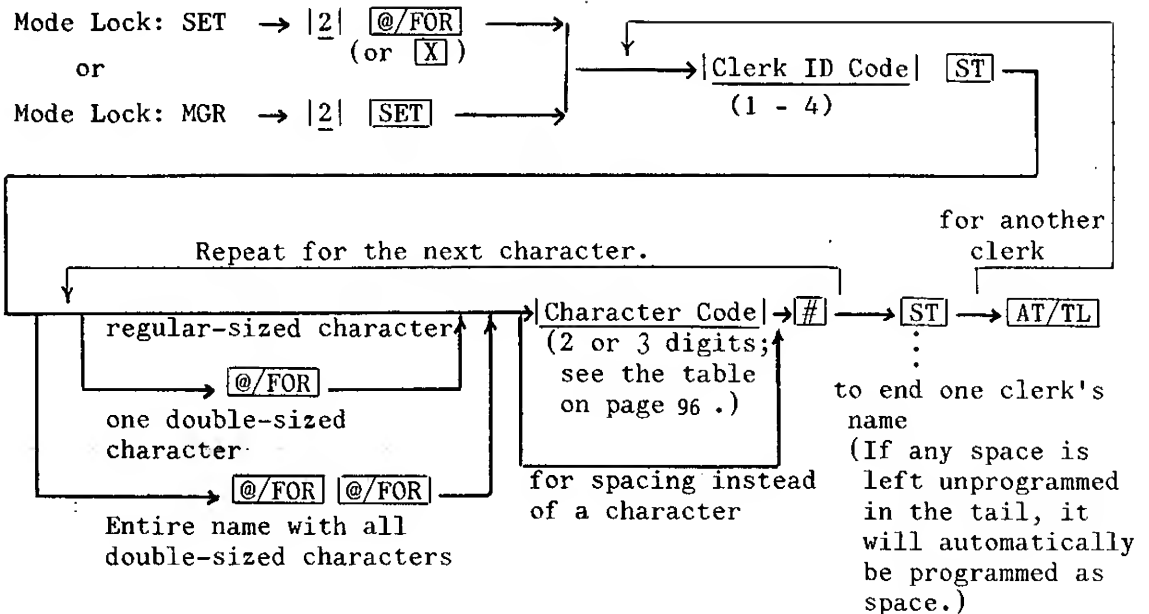 Mode Lock: SET → |2| @/FOR
(or X)
or
Mode Lock: MGR → |2| SET
|Clerk ID Code| ST
(1 - 4)
for another
clerk
Repeat for the next character.
regular-sized character
@/FOR
one double-sized
character
@/FOR @/FOR
Entire name with all
double-sized characters
|Character Code| → # → ST → AT/TL
(2 or 3 digits;
see the table
on page 96 .)
for spacing instead
of a character
to end one clerk's
name
(If any space is
left unprogrammed
in the tail, it
will automatically
be programmed as
space.)